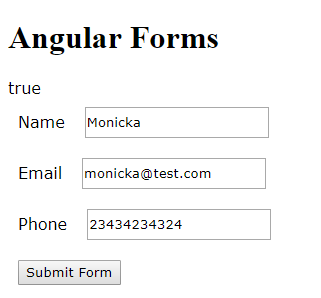 Angular Forms
true
Name Monicka
Email monicka@test.com
Phone 23434234324
Submit Form